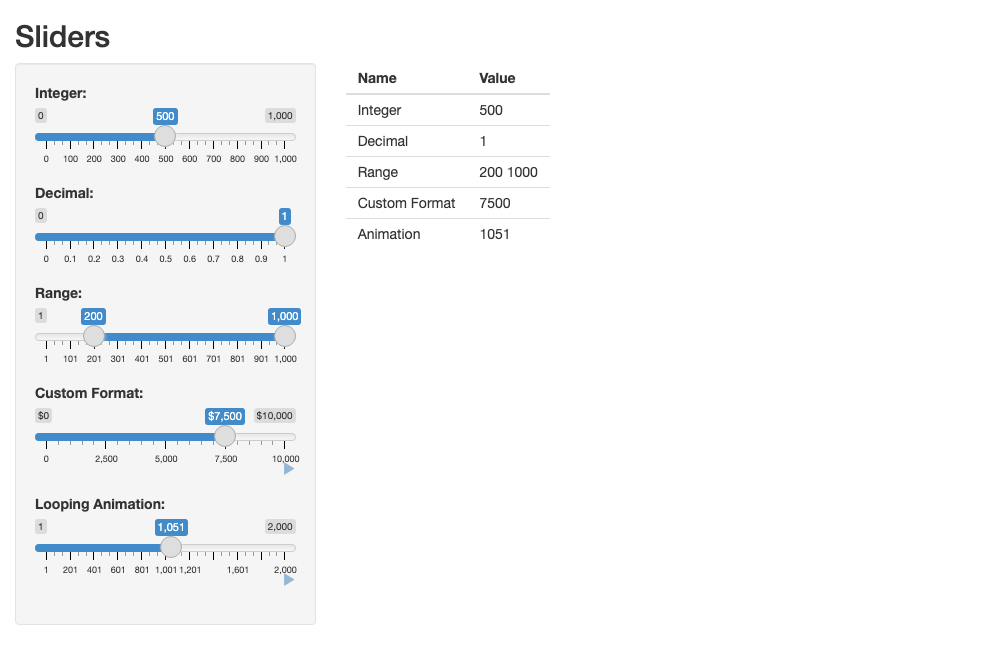 Sliders
Integer:
0 500 1,000
0 100 200 300 400 500 600 700 800 900 1,000
Decimal:
0 1
0 0.1 0.2 0.3 0.4 0.5 0.6 0.7 0.8 0.9 1
Range:
1 200 1,000
1 101 201 301 401 501 601 701 801 901 1,000
Custom Format:
$0 $7,500 $10,000
0 2,500 5,000 7,500 10,000
Looping Animation:
1 1,051 2,000
1 201 401 601 801 1,001 1,201 1,601 2,000
Name Value
Integer 500
Decimal 1
Range 200 1000
Custom Format 7500
Animation 1051